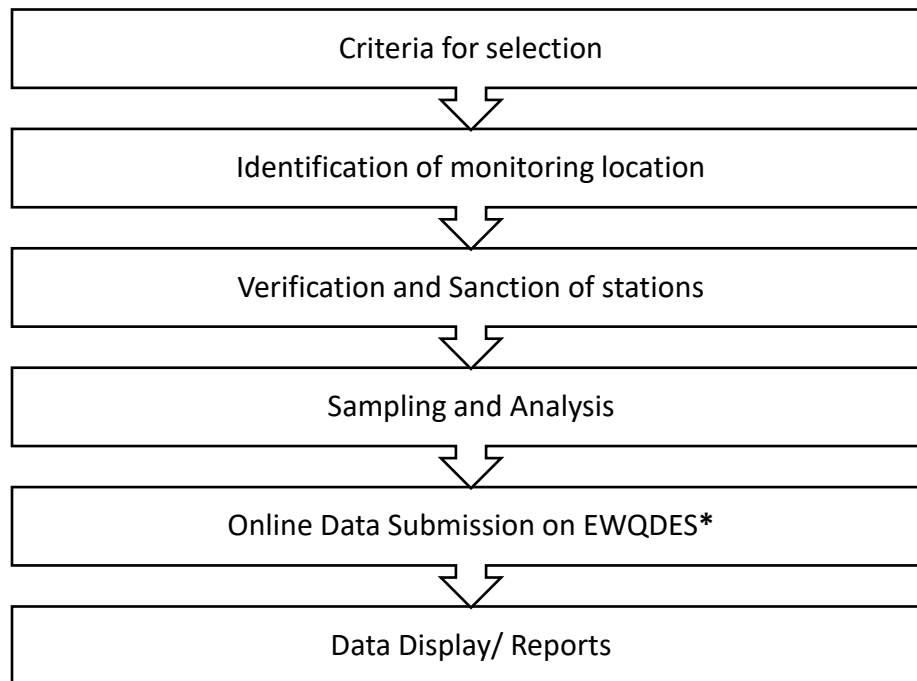 Criteria for selection
Identification of monitoring location
Verification and Sanction of stations
Sampling and Analysis
Online Data Submission on EWQDES*
Data Display/ Reports